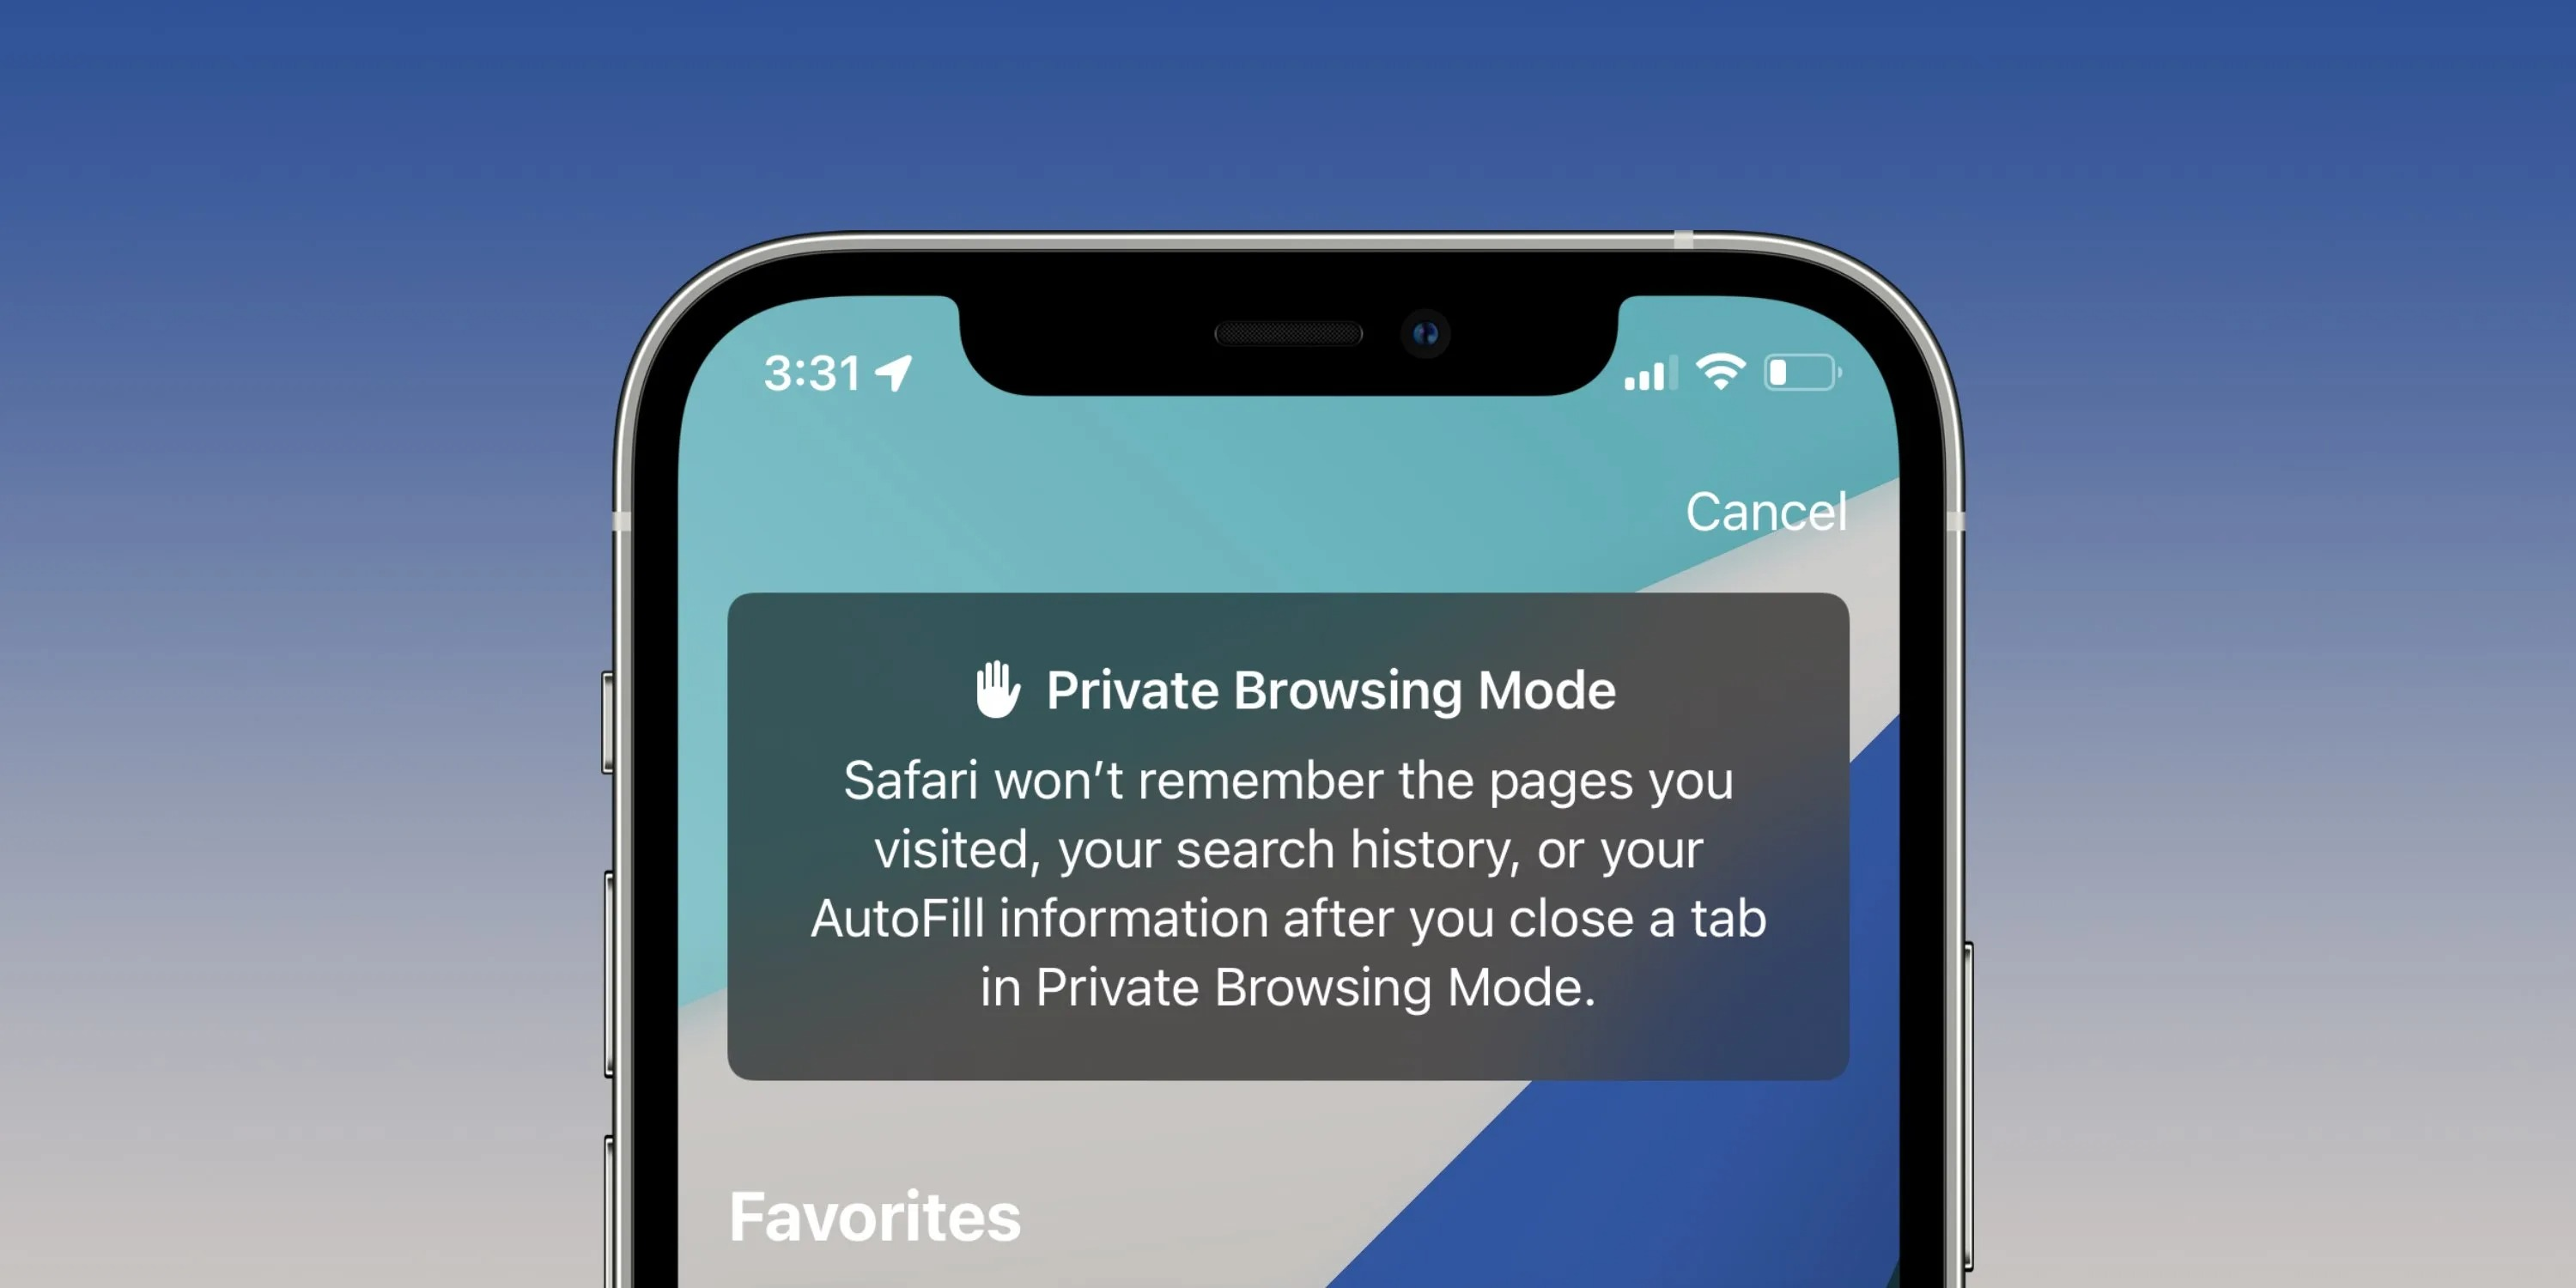 3:31
Cancel
Private Browsing Mode
Safari won’t remember the pages you
visited, your search history, or your
AutoFill information after you close a tab
in Private Browsing Mode.
Favorites